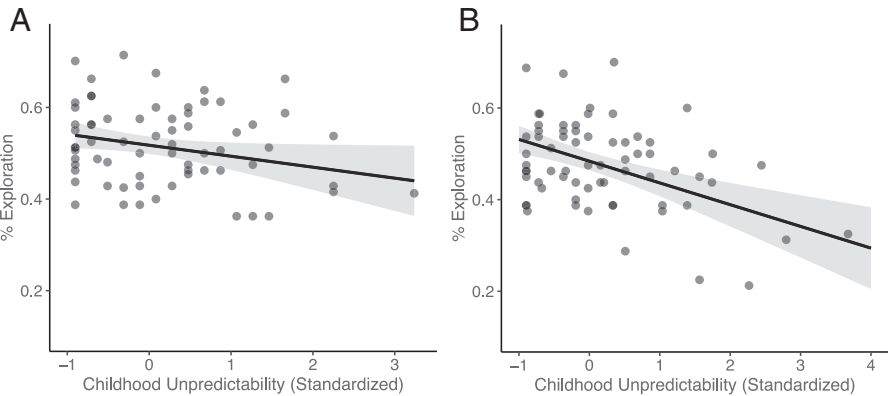 A
% Exploration
0.6
0.4
0.2
−1 0 1 2 3
Childhood Unpredictability (Standardized)
B
% Exploration
0.6
0.4
0.2
−1 0 1 2 3 4
Childhood Unpredictability (Standardized)